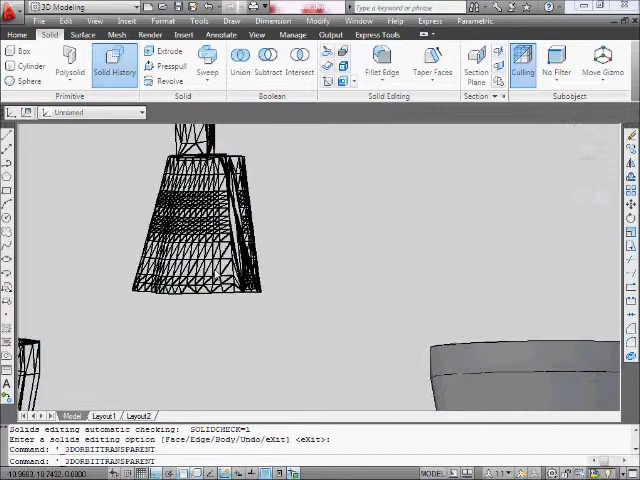 3D Modeling
Type a keyword or phrase
File Edit View Insert Format Tools Draw Dimension Modify Window Help Express Parametric
Home Solid Surface Mesh Render Insert Annotate View Manage Output Express Tools
Box
Cylinder
Sphere
Polysolid
Solid History
Extrude
Presspull
Revolve
Sweep
Union Subtract Intersect
Fillet Edge
Taper Faces
Section Plane
Culling
No Filter
Move Gizmo
Primitive Solid Boolean Solid Editing Section Subobject
Unnamed
Model Layout1 Layout2
Solids editing automatic checking: SOLIDCHECK=1
Enter a solids editing option [Face/Edge/Body/Undo/eXit] <eXit>:
Command: '_3DORBITTRANSPARENT
Command: '_3DORBITTRANSPARENT
MODEL
1:1